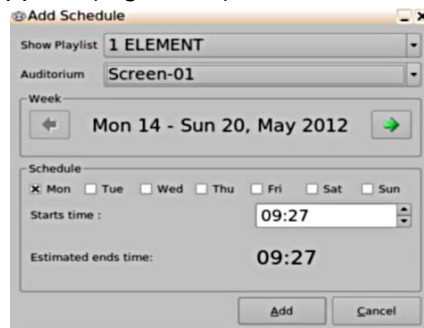 Add Schedule
Show Playlist 1 ELEMENT
Auditorium Screen-01
Week
Mon 14 - Sun 20, May 2012
Schedule
Mon Tue Wed Thu Fri Sat Sun
Starts time : 09:27
Estimated ends time: 09:27
Add Cancel